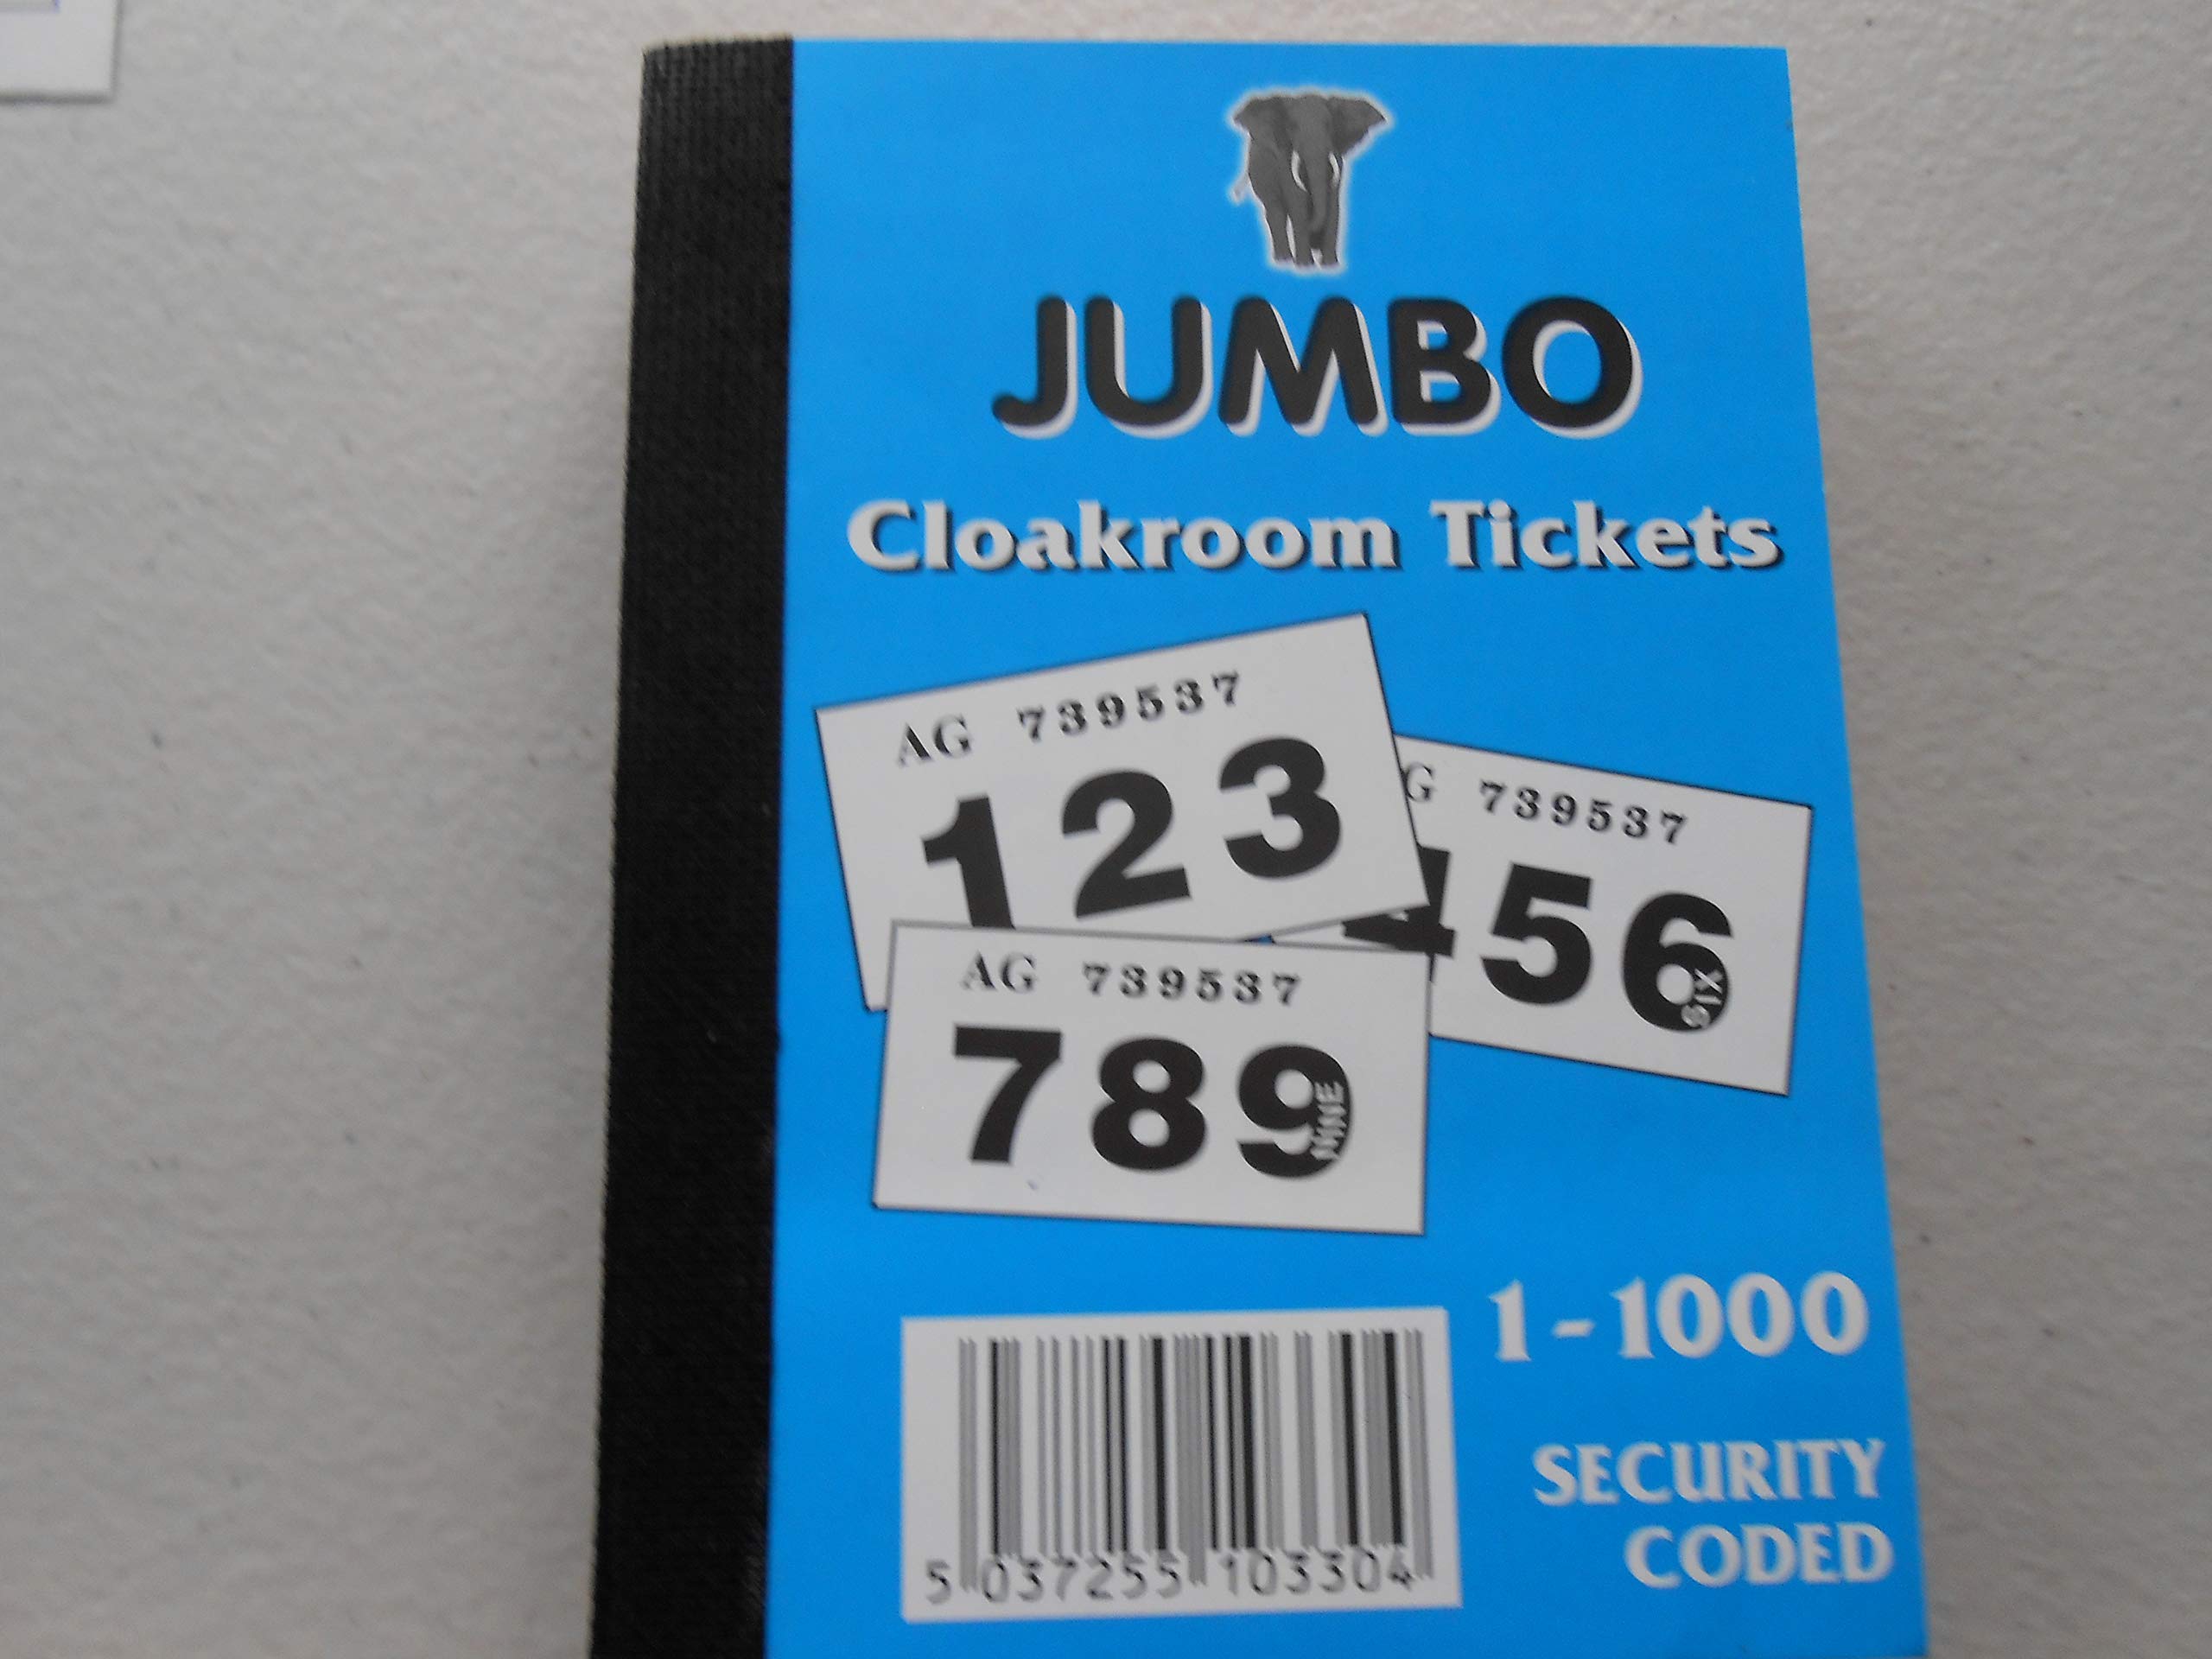 JUMBO
Cloakroom Tickets
AG 739537
123
G 739537
456
SIX
AG 739537
789
NINE
1-1000
SECURITY
CODED
5 037255 103304